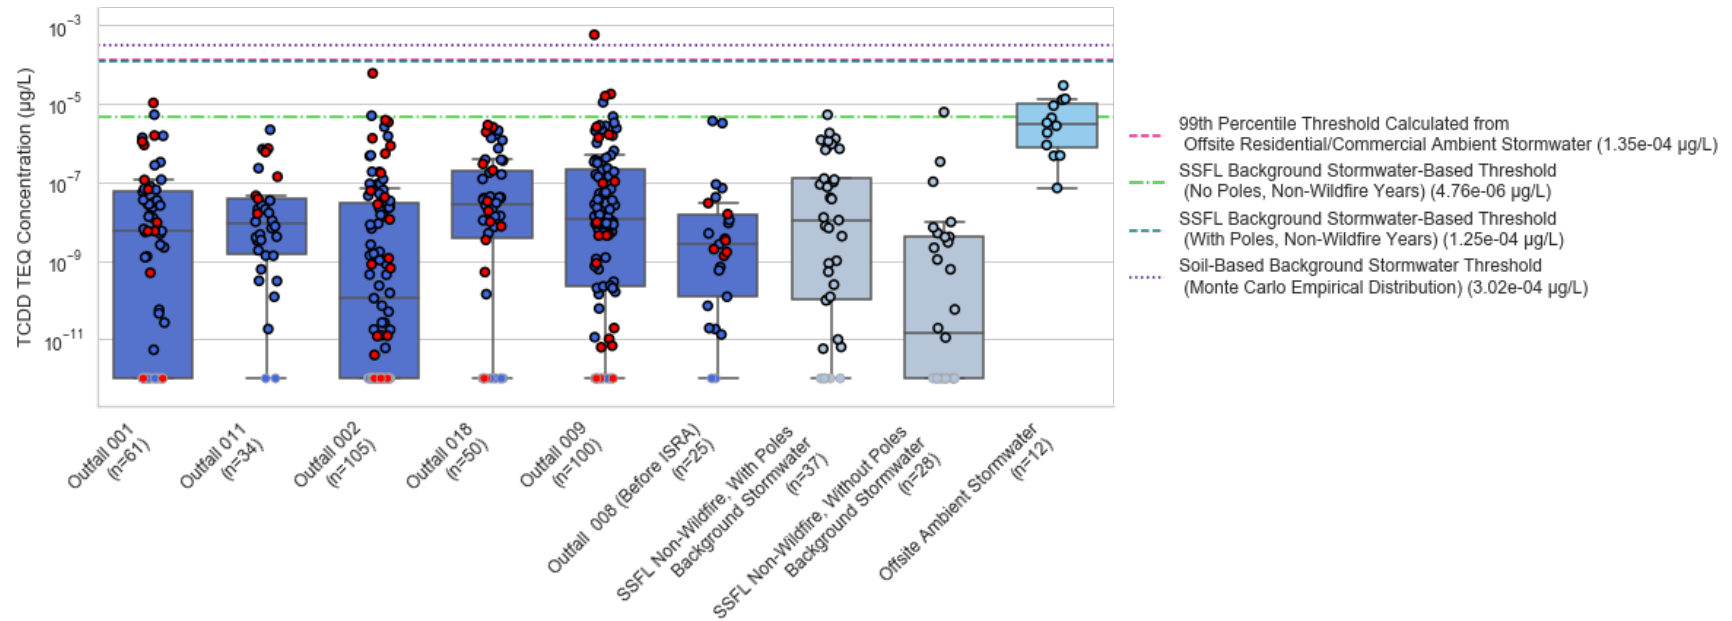 10−3
10−5
10−7
10−9
10−11
TCDD TEQ Concentration (µg/L)
Outfall 001
(n=61)
Outfall 011
(n=34)
Outfall 002
(n=105)
Outfall 018
(n=50)
Outfall 009
(n=100)
Outfall  008 (Before ISRA)
(n=25)
SSFL Non-Wildfire, With Poles
Background Stormwater
(n=37)
SSFL Non-Wildfire, Without Poles
Background Stormwater
(n=28)
Offsite Ambient Stormwater
(n=12)
99th Percentile Threshold Calculated from
Offsite Residential/Commercial Ambient Stormwater (1.35e-04 µg/L)
SSFL Background Stormwater-Based Threshold
(No Poles, Non-Wildfire Years) (4.76e-06 µg/L)
SSFL Background Stormwater-Based Threshold
(With Poles, Non-Wildfire Years) (1.25e-04 µg/L)
Soil-Based Background Stormwater Threshold
(Monte Carlo Empirical Distribution) (3.02e-04 µg/L)